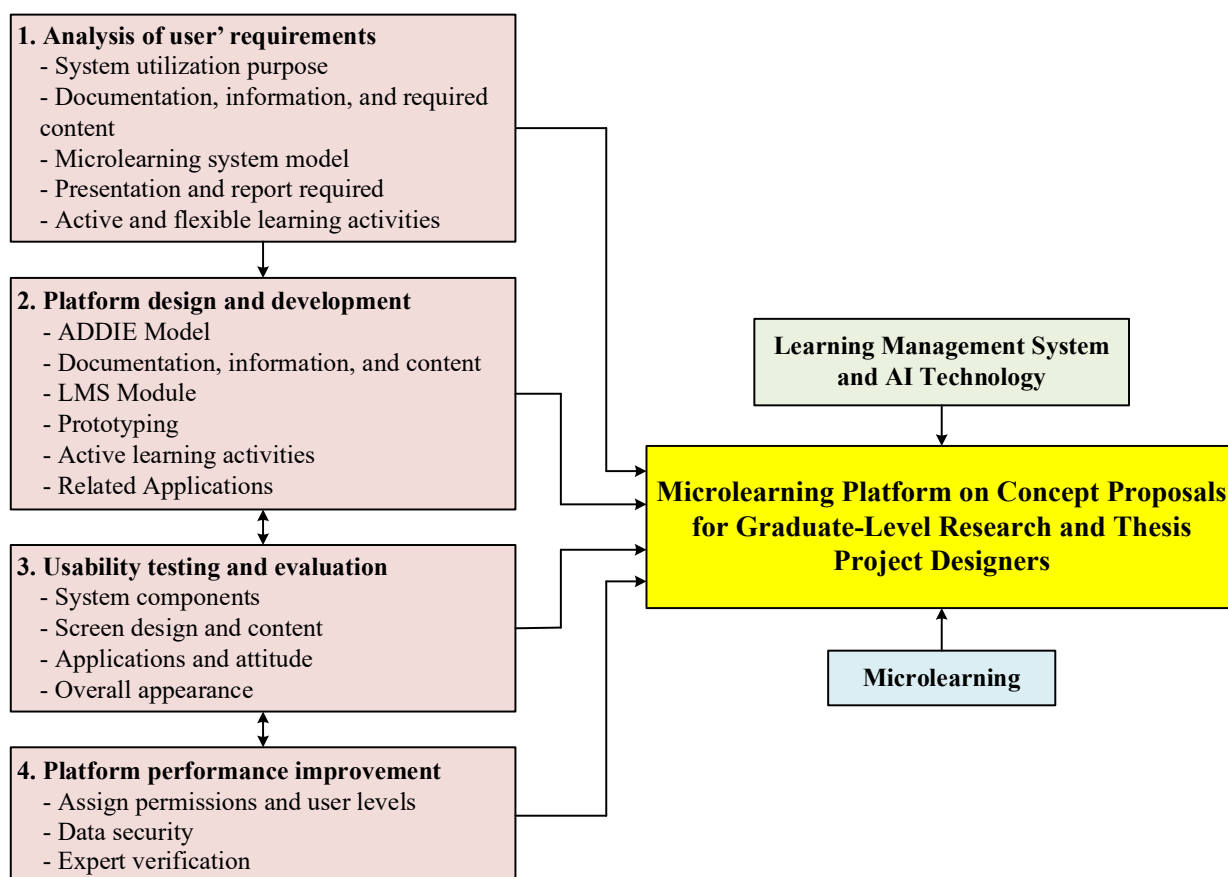 1. Analysis of user’ requirements
- System utilization purpose
- Documentation, information, and required
content
- Microlearning system model
- Presentation and report required
- Active and flexible learning activities
2. Platform design and development
- ADDIE Model
- Documentation, information, and content
- LMS Module
- Prototyping
- Active learning activities
- Related Applications
3. Usability testing and evaluation
- System components
- Screen design and content
- Applications and attitude
- Overall appearance
4. Platform performance improvement
- Assign permissions and user levels
- Data security
- Expert verification
Learning Management System
and AI Technology
Microlearning Platform on Concept Proposals
for Graduate-Level Research and Thesis
Project Designers
Microlearning